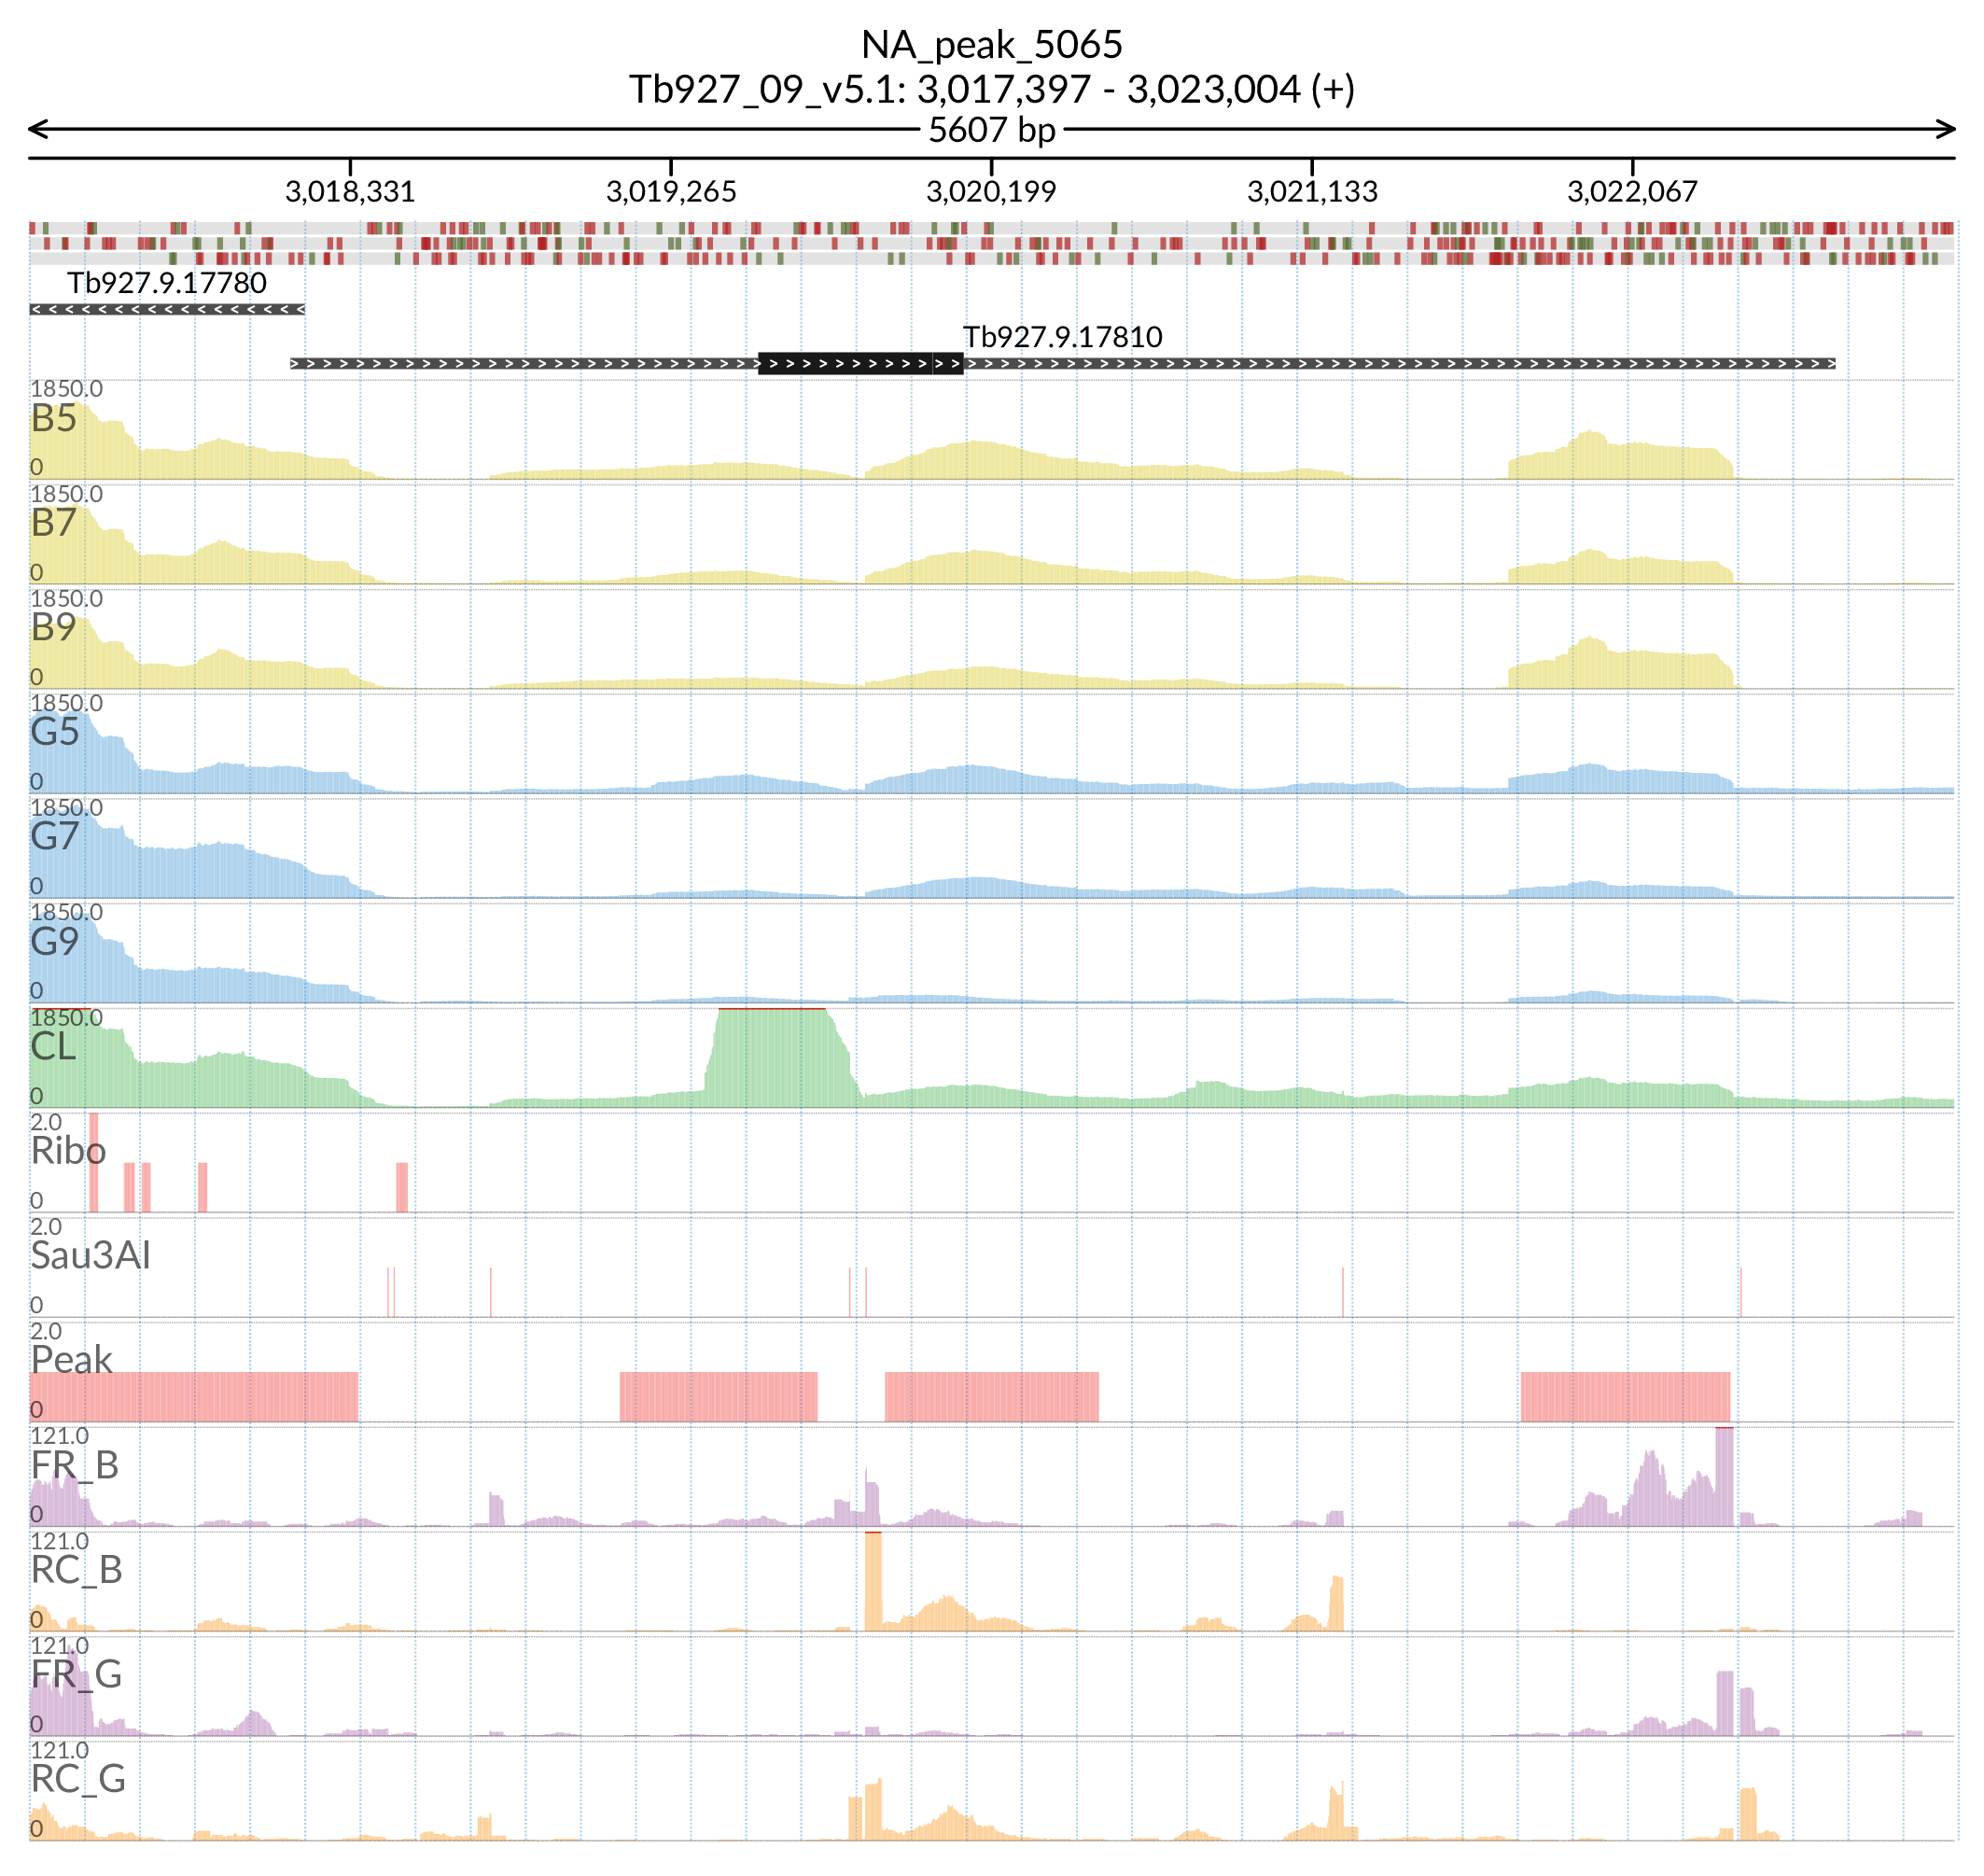 NA_peak_5065
Tb927_09_v5.1: 3,017,397 - 3,023,004 (+)
5607 bp
3,018,331 3,019,265 3,020,199 3,021,133 3,022,067
Tb927.9.17780
Tb927.9.17810
1850.0
B5
0
1850.0
B7
0
1850.0
B9
0
1850.0
G5
0
1850.0
G7
0
1850.0
G9
0
1850.0
CL
0
2.0
Ribo
0
2.0
Sau3AI
0
2.0
Peak
0
121.0
FR_B
0
121.0
RC_B
0
121.0
FR_G
0
121.0
RC_G
0